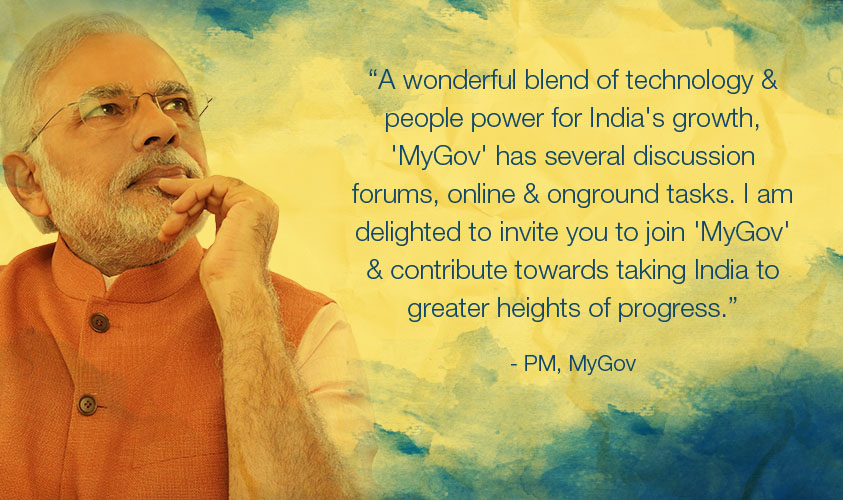 “A wonderful blend of technology &
people power for India's growth,
'MyGov' has several discussion
forums, online & onground tasks. I am
delighted to invite you to join 'MyGov'
& contribute towards taking India to
greater heights of progress.”
- PM, MyGov